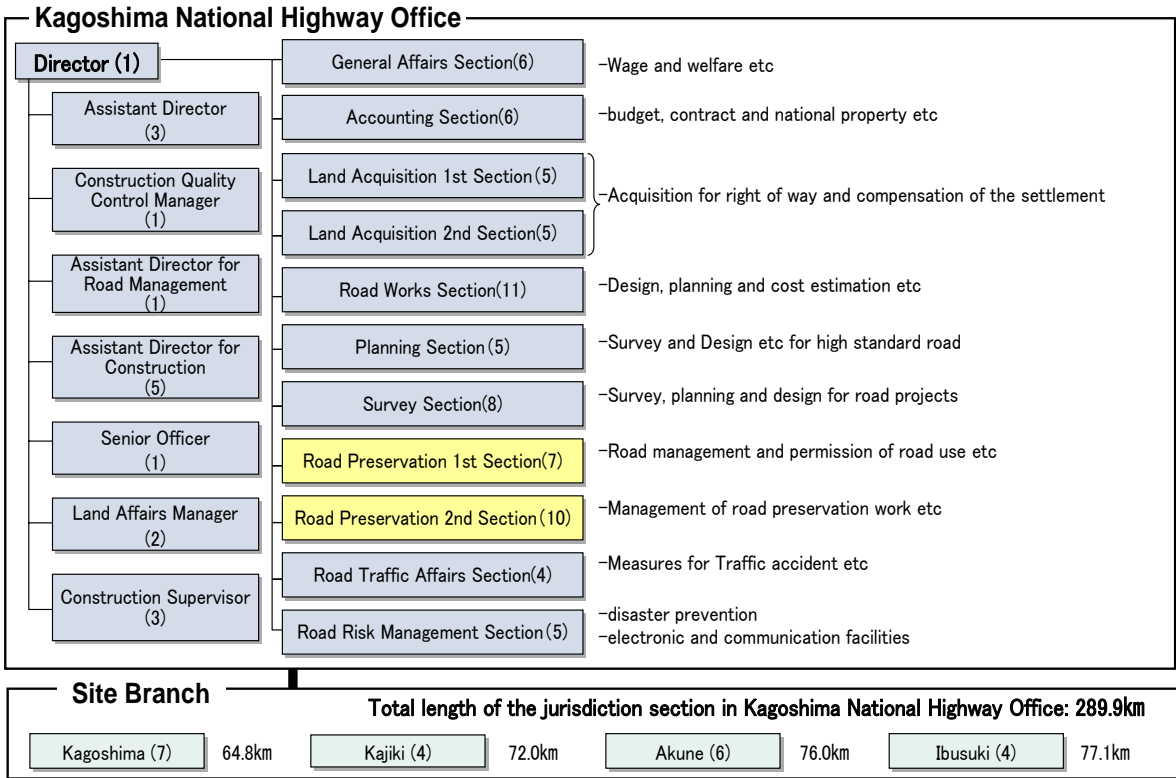 Kagoshima National Highway Office
Director (1)
Assistant Director
(3)
Construction Quality
Control Manager
(1)
Assistant Director for
Road Management
(1)
Assistant Director for
Construction
(5)
Senior Officer
(1)
Land Affairs Manager
(2)
Construction Supervisor
(3)
General Affairs Section(6)
-Wage and welfare etc
Accounting Section(6)
-budget, contract and national property etc
Land Acquisition 1st Section(5)
Land Acquisition 2nd Section(5)
-Acquisition for right of way and compensation of the settlement
Road Works Section(11)
-Design, planning and cost estimation etc
Planning Section(5)
-Survey and Design etc for high standard road
Survey Section(8)
-Survey, planning and design for road projects
Road Preservation 1st Section(7)
-Road management and permission of road use etc
Road Preservation 2nd Section(10)
-Management of road preservation work etc
Road Traffic Affairs Section(4)
-Measures for Traffic accident etc
Road Risk Management Section(5)
-disaster prevention
-electronic and communication facilities
Site Branch
Total length of the jurisdiction section in Kagoshima National Highway Office: 289.9km
Kagoshima (7) 64.8km Kajiki (4) 72.0km Akune (6) 76.0km Ibusuki (4) 77.1km